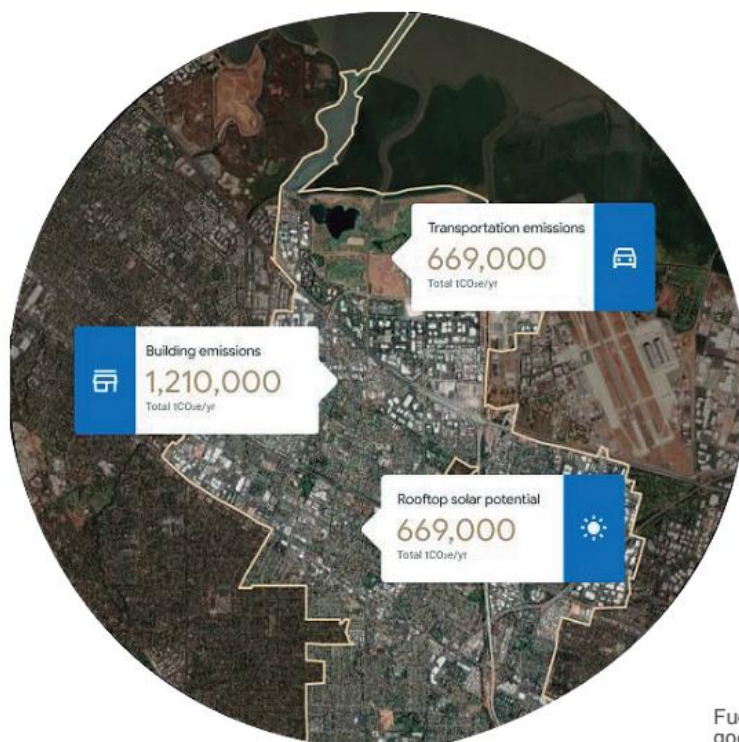 Transportation emissions
669,000
Total tCO₂e/yr
Building emissions
1,210,000
Total tCO₂e/yr
Rooftop solar potential
669,000
Total tCO₂e/yr